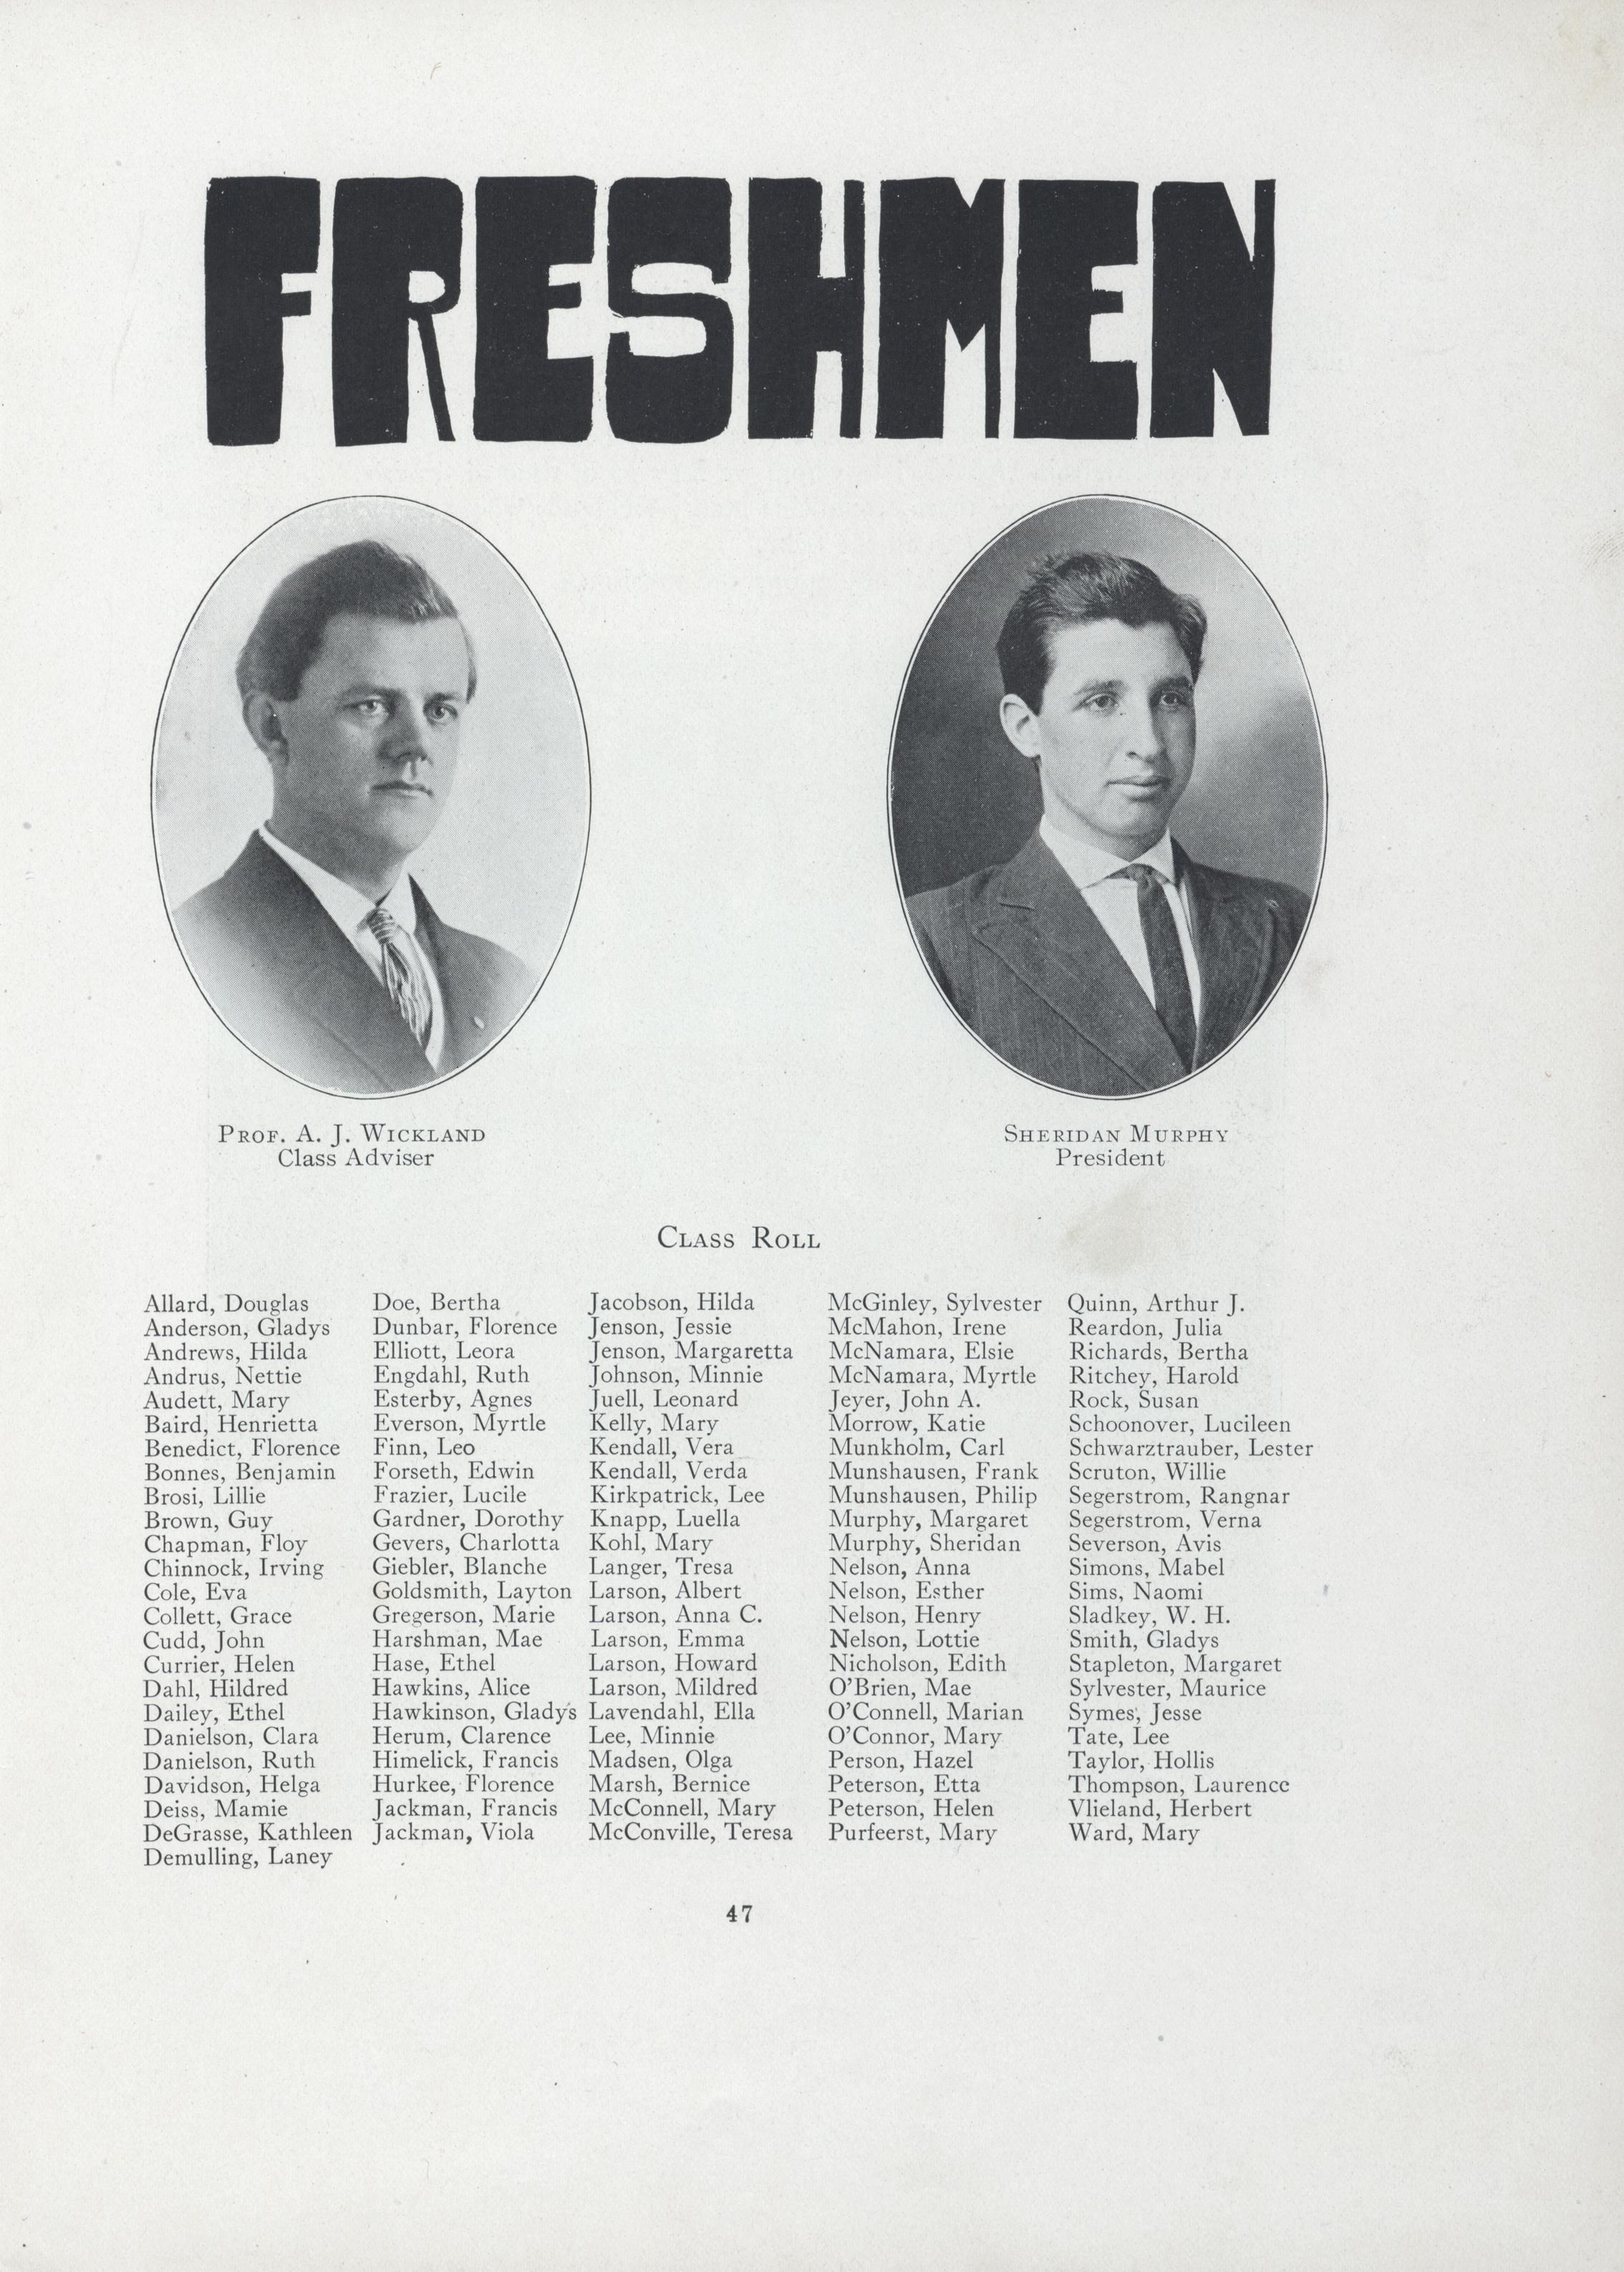 FRESHMEN
PROF. A. J. WICKLAND
Class Adviser
SHERIDAN MURPHY
President
CLASS ROLL
Allard, Douglas
Anderson, Gladys
Andrews, Hilda
Andrus, Nettie
Audett, Mary
Baird, Henrietta
Benedict, Florence
Bonnes, Benjamin
Brosi, Lillie
Brown, Guy
Chapman, Floy
Chinnock, Irving
Cole, Eva
Collett, Grace
Cudd, John
Currier, Helen
Dahl, Hildred
Dailey, Ethel
Danielson, Clara
Danielson, Ruth
Davidson, Helga
Deiss, Mamie
DeGrasse, Kathleen
Demulling, Laney
Doe, Bertha
Dunbar, Florence
Elliott, Leora
Engdahl, Ruth
Esterby, Agnes
Everson, Myrtle
Finn, Leo
Forseth, Edwin
Frazier, Lucile
Gardner, Dorothy
Gevers, Charlotta
Giebler, Blanche
Goldsmith, Layton
Gregerson, Marie
Harshman, Mae
Hase, Ethel
Hawkins, Alice
Hawkinson, Gladys
Herum, Clarence
Himelick, Francis
Hurkee, Florence
Jackman, Francis
Jackman, Viola
Jacobson, Hilda
Jenson, Jessie
Jenson, Margaretta
Johnson, Minnie
Juell, Leonard
Kelly, Mary
Kendall, Vera
Kendall, Verda
Kirkpatrick, Lee
Knapp, Luella
Kohl, Mary
Langer, Tresa
Larson, Albert
Larson, Anna C.
Larson, Emma
Larson, Howard
Larson, Mildred
Lavendahl, Ella
Lee, Minnie
Madsen, Olga
Marsh, Bernice
McConnell, Mary
McConville, Teresa
McGinley, Sylvester
McMahon, Irene
McNamara, Elsie
McNamara, Myrtle
Jeyer, John A.
Morrow, Katie
Munkholm, Carl
Munshausen, Frank
Munshausen, Philip
Murphy, Margaret
Murphy, Sheridan
Nelson, Anna
Nelson, Esther
Nelson, Henry
Nelson, Lottie
Nicholson, Edith
O'Brien, Mae
O'Connell, Marian
O'Connor, Mary
Person, Hazel
Peterson, Etta
Peterson, Helen
Purfeerst, Mary
Quinn, Arthur J.
Reardon, Julia
Richards, Bertha
Ritchey, Harold
Rock, Susan
Schoonover, Lucileen
Schwarztrauber, Lester
Scruton, Willie
Segerstrom, Rangnar
Segerstrom, Verna
Severson, Avis
Simons, Mabel
Sims, Naomi
Sladkey, W. H.
Smith, Gladys
Stapleton, Margaret
Sylvester, Maurice
Symes, Jesse
Tate, Lee
Taylor, Hollis
Thompson, Laurence
Vlieland, Herbert
Ward, Mary
47